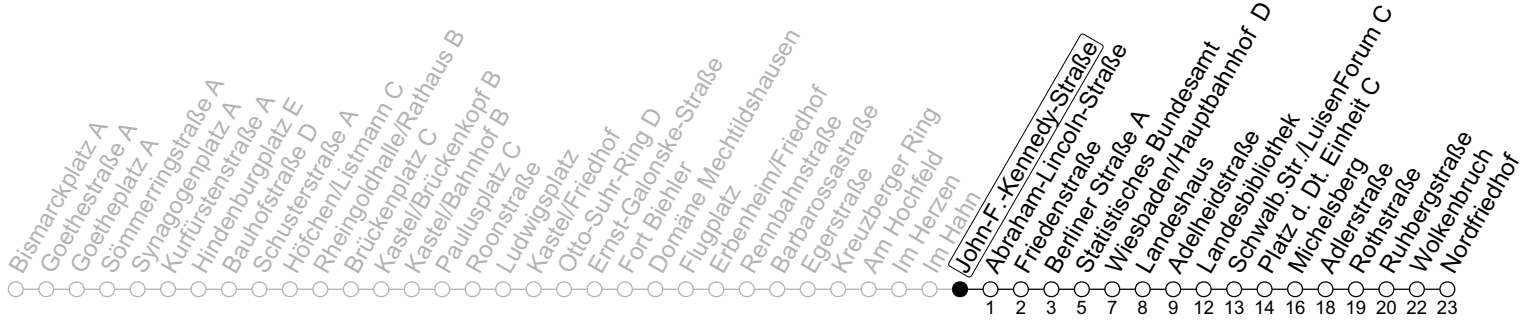 Bismarckplatz A
Goethestraße A
Goetheplatz A
Sömmerringstraße A
Synagogenplatz A
Kurfürstenstraße A
Hindenburgplatz E
Bauhofstraße D
Schusterstraße A
Höfchen/Listmann C
Rheingoldhalle/Rathaus B
Brückenplatz C
Kastel/Brückenkopf B
Kastel/Bahnhof B
Paulusplatz C
Roonstraße
Ludwigsplatz
Kastel/Friedhof
Otto-Suhr-Ring D
Ernst-Galonske-Straße
Fort Biehler
Domäne Mechtildshausen
Flugplatz
Erbenheim/Friedhof
Rennbahnstraße
Barbarossastraße
Egerstraße
Kreuzberger Ring
Am Hochfeld
Im Herzen
Im Hahn
John-F.-Kennedy-Straße
Abraham-Lincoln-Straße
Friedenstraße
Berliner Straße A
Statistisches Bundesamt
Wiesbaden/Hauptbahnhof D
Landeshaus
Adelheidstraße
Landesbibliothek
Schwalb.Str./LuisenForum C
Platz d. Dt. Einheit C
Michelsberg
Adlerstraße
Rothstraße
Ruhbergstraße
Wolkenbruch
Nordfriedhof
1 2 3 5 7 8 9 12 13 14 16 18 19 20 22 23